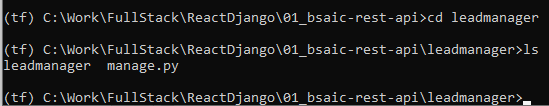 (tf) C:\Work\FullStack\ReactDjango\01_bsaic-rest-api>cd leadmanager
(tf) C:\Work\FullStack\ReactDjango\01_bsaic-rest-api\leadmanager>ls
leadmanager  manage.py
(tf) C:\Work\FullStack\ReactDjango\01_bsaic-rest-api\leadmanager>